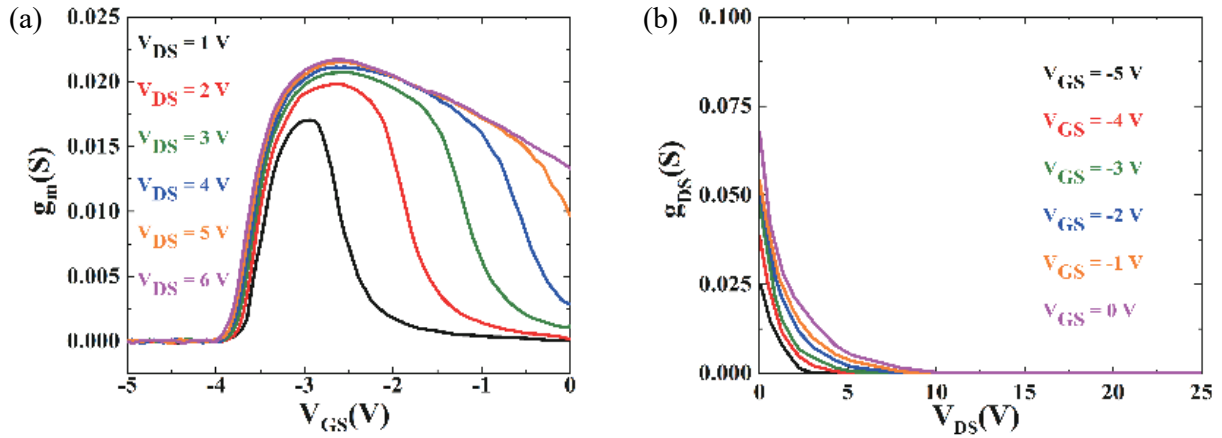 (a)
0.025
0.020
0.015
0.010
0.005
0.000
g_m(S)
V_DS = 1 V
V_DS = 2 V
V_DS = 3 V
V_DS = 4 V
V_DS = 5 V
V_DS = 6 V
-5 -4 -3 -2 -1 0
V_GS(V)
(b)
0.100
0.075
0.050
0.025
0.000
g_DS(S)
V_GS = -5 V
V_GS = -4 V
V_GS = -3 V
V_GS = -2 V
V_GS = -1 V
V_GS = 0 V
0 5 10 15 20 25
V_DS(V)